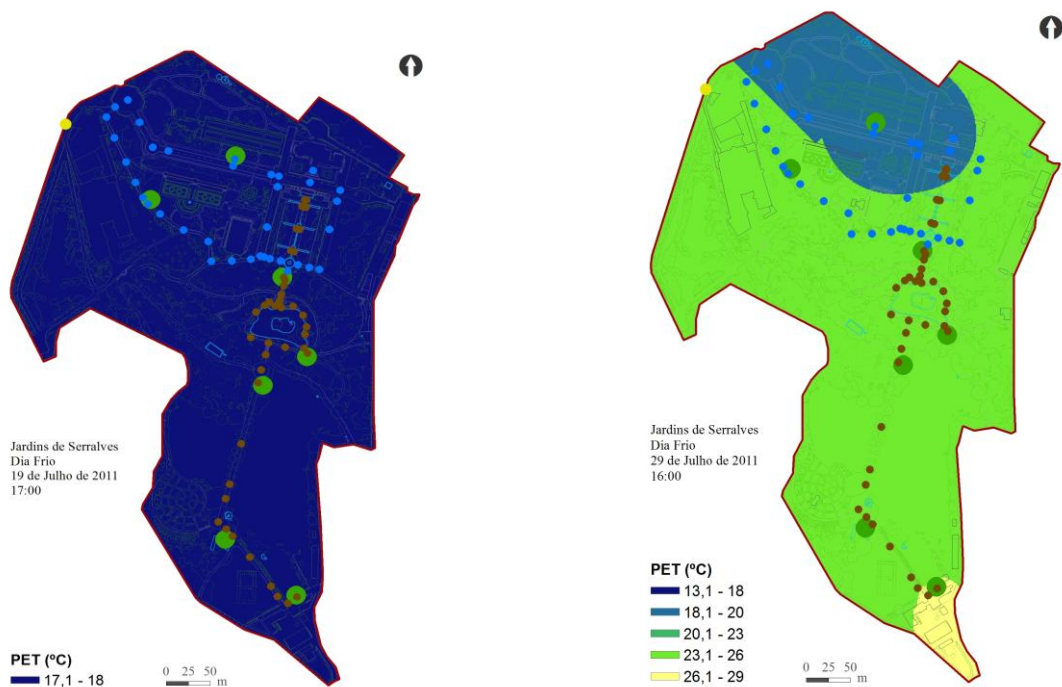 Jardins de Serralves
Dia Frio
19 de Julho de 2011
17:00
PET (ºC)
17,1 - 18
0 25 50
m
Jardins de Serralves
Dia Frio
29 de Julho de 2011
16:00
PET (ºC)
13,1 - 18
18,1 - 20
20,1 - 23
23,1 - 26
26,1 - 29
0 25 50
m